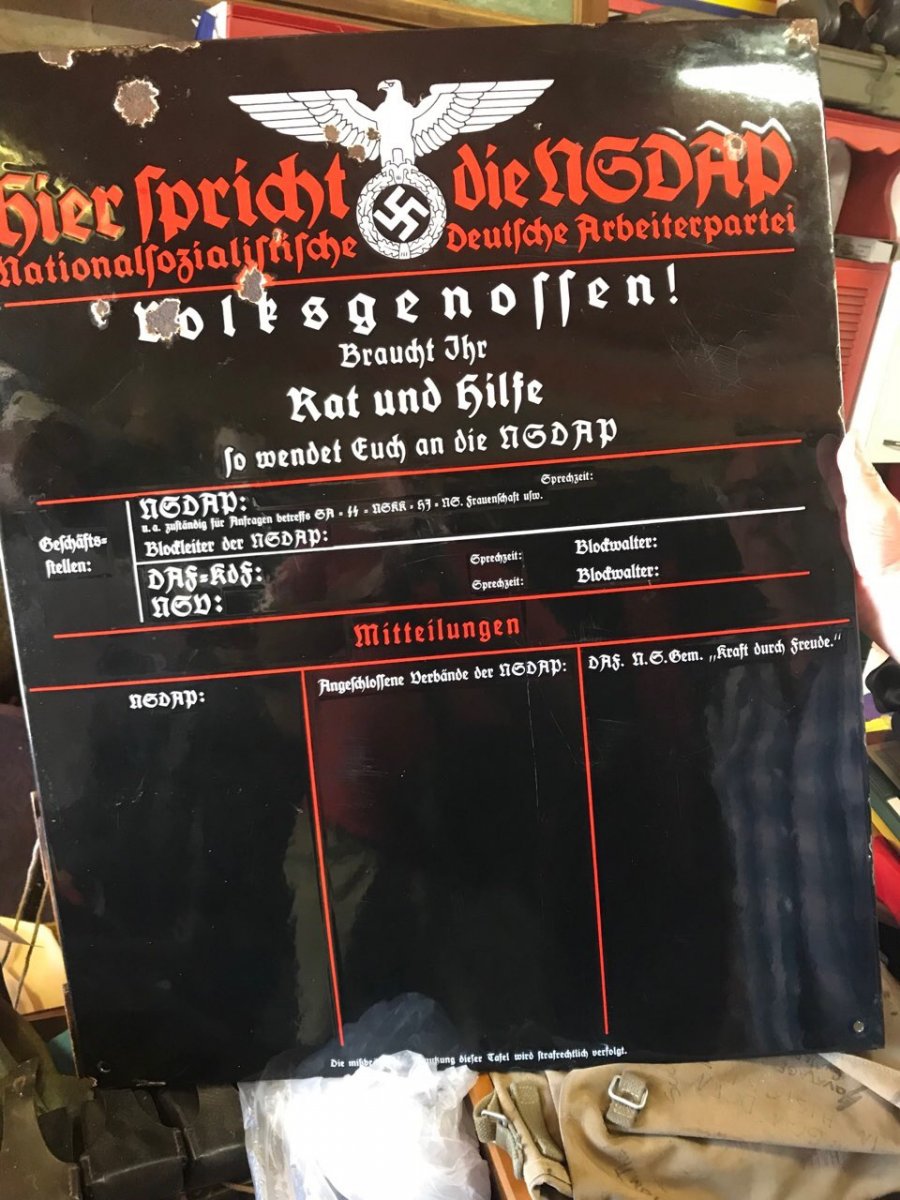 Hier spricht die NSDAP
Nationalsozialistische Deutsche Arbeiterpartei
Volksgenossen!
Braucht Ihr
Rat und Hilfe
so wendet Euch an die NSDAP
Geschäfts=
stellen:
NSDAP: Sprechzeit:
u.a. zuständig für Anfragen betreffs SA - SS - NSKK - HJ - NS. Frauenschaft usw.
Blockleiter der NSDAP:
DAF=KdF: Sprechzeit: Blockwalter:
NSV: Sprechzeit: Blockwalter:
Mitteilungen
NSDAP:
Angeschlossene Verbände der NSDAP:
DAF. N.S.Gem. „Kraft durch Freude."
Die dieser Tafel wird strafrechtlich verfolgt.